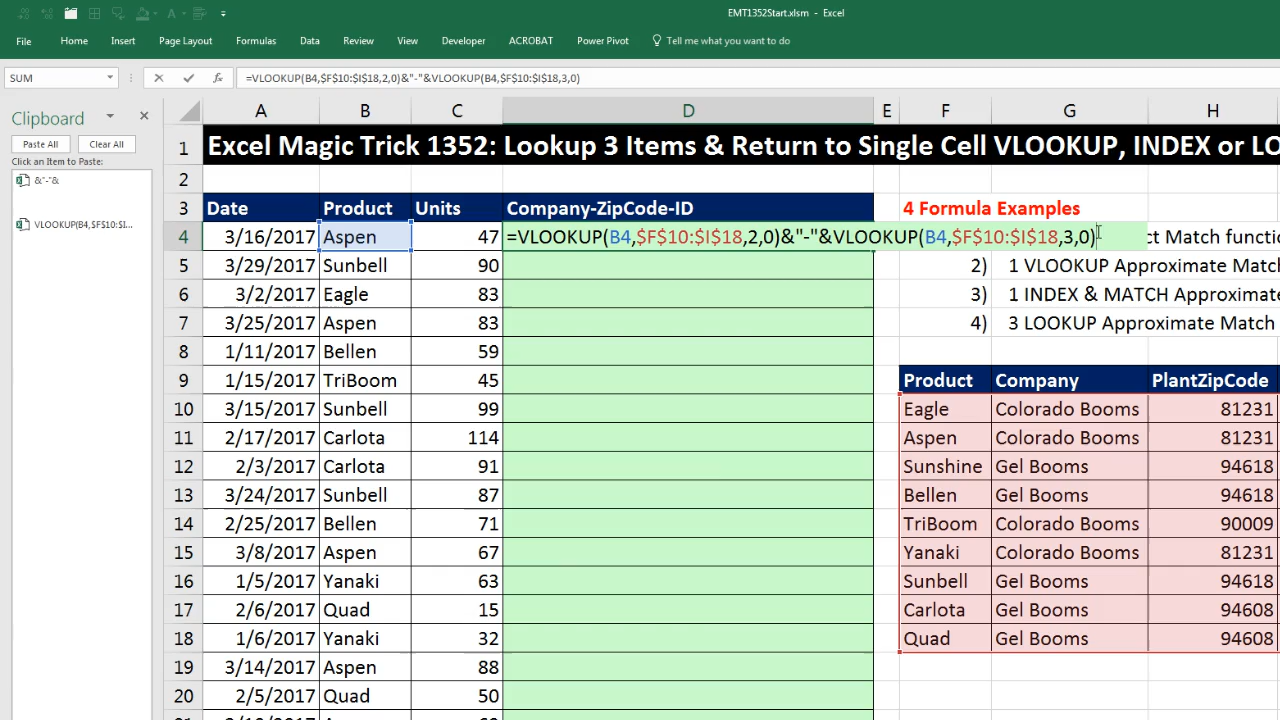 EMT1352Start.xlsm - Excel
File Home Insert Page Layout Formulas Data Review View Developer ACROBAT Power Pivot Tell me what you want to do
SUM =VLOOKUP(B4,$F$10:$I$18,2,0)&"-"&VLOOKUP(B4,$F$10:$I$18,3,0)
Clipboard
Paste All Clear All
Click an Item to Paste:
&"-"&
VLOOKUP(B4,$F$10:$I...
A B C D E F G H
1 Excel Magic Trick 1352: Lookup 3 Items & Return to Single Cell VLOOKUP, INDEX or LO
2
3 Date Product Units Company-ZipCode-ID 4 Formula Examples
4 3/16/2017 Aspen 47 =VLOOKUP(B4,$F$10:$I$18,2,0)&"-"&VLOOKUP(B4,$F$10:$I$18,3,0) ct Match functio
5 3/29/2017 Sunbell 90 2) 1 VLOOKUP Approximate Match
6 3/2/2017 Eagle 83 3) 1 INDEX & MATCH Approximate
7 3/25/2017 Aspen 83 4) 3 LOOKUP Approximate Match
8 1/11/2017 Bellen 59
9 1/15/2017 TriBoom 45 Product Company PlantZipCode
10 3/15/2017 Sunbell 99 Eagle Colorado Booms 81231
11 2/17/2017 Carlota 114 Aspen Colorado Booms 81231
12 2/3/2017 Carlota 91 Sunshine Gel Booms 94618
13 3/24/2017 Sunbell 87 Bellen Gel Booms 94618
14 2/25/2017 Bellen 71 TriBoom Colorado Booms 90009
15 3/8/2017 Aspen 67 Yanaki Colorado Booms 81231
16 1/5/2017 Yanaki 63 Sunbell Gel Booms 94618
17 2/6/2017 Quad 15 Carlota Gel Booms 94608
18 1/6/2017 Yanaki 32 Quad Gel Booms 94608
19 3/14/2017 Aspen 88
20 2/5/2017 Quad 50